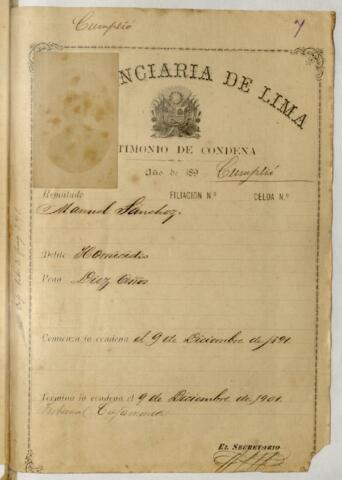 Cumplió
7
NCIARIA DE LIMA
TIMONIO DE CONDENA
Año de 189 Cumplió
Rematado FILIACION Nº CELDA Nº
Manuel Sanchez.
Delito Homicidio
Pena Diez años
Comienza la condena el 9 de Diciembre de 1891
Termina la condena el 9 de Diciembre de 1901.
Tribunal Cajamarca
EL SECRETARIO